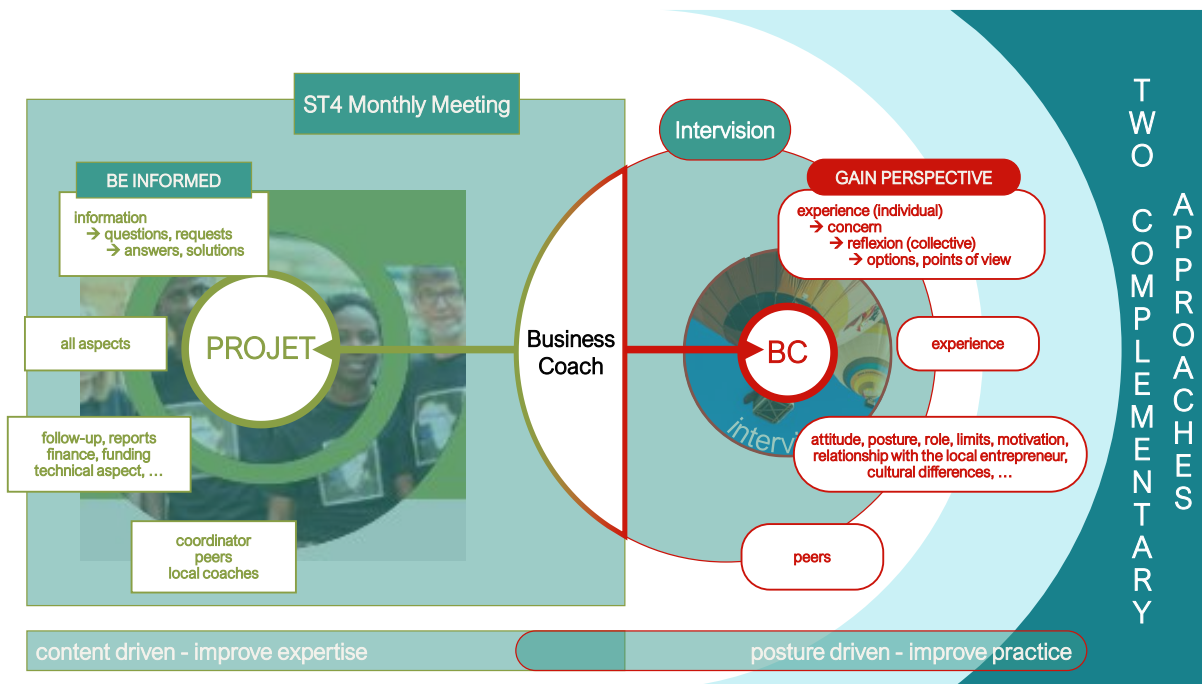 ST4 Monthly Meeting
BE INFORMED
information
→ questions, requests
→ answers, solutions
PROJET
all aspects
follow-up, reports
finance, funding
technical aspect, ...
coordinator
peers
local coaches
Business
Coach
Intervision
GAIN PERSPECTIVE
experience (individual)
→ concern
→ reflexion (collective)
→ options, points of view
BC
experience
intervi
attitude, posture, role, limits, motivation,
relationship with the local entrepreneur,
cultural differences, ...
peers
content driven - improve expertise
posture driven - improve practice
TWO COMPLEMENTARY
APPROACHES